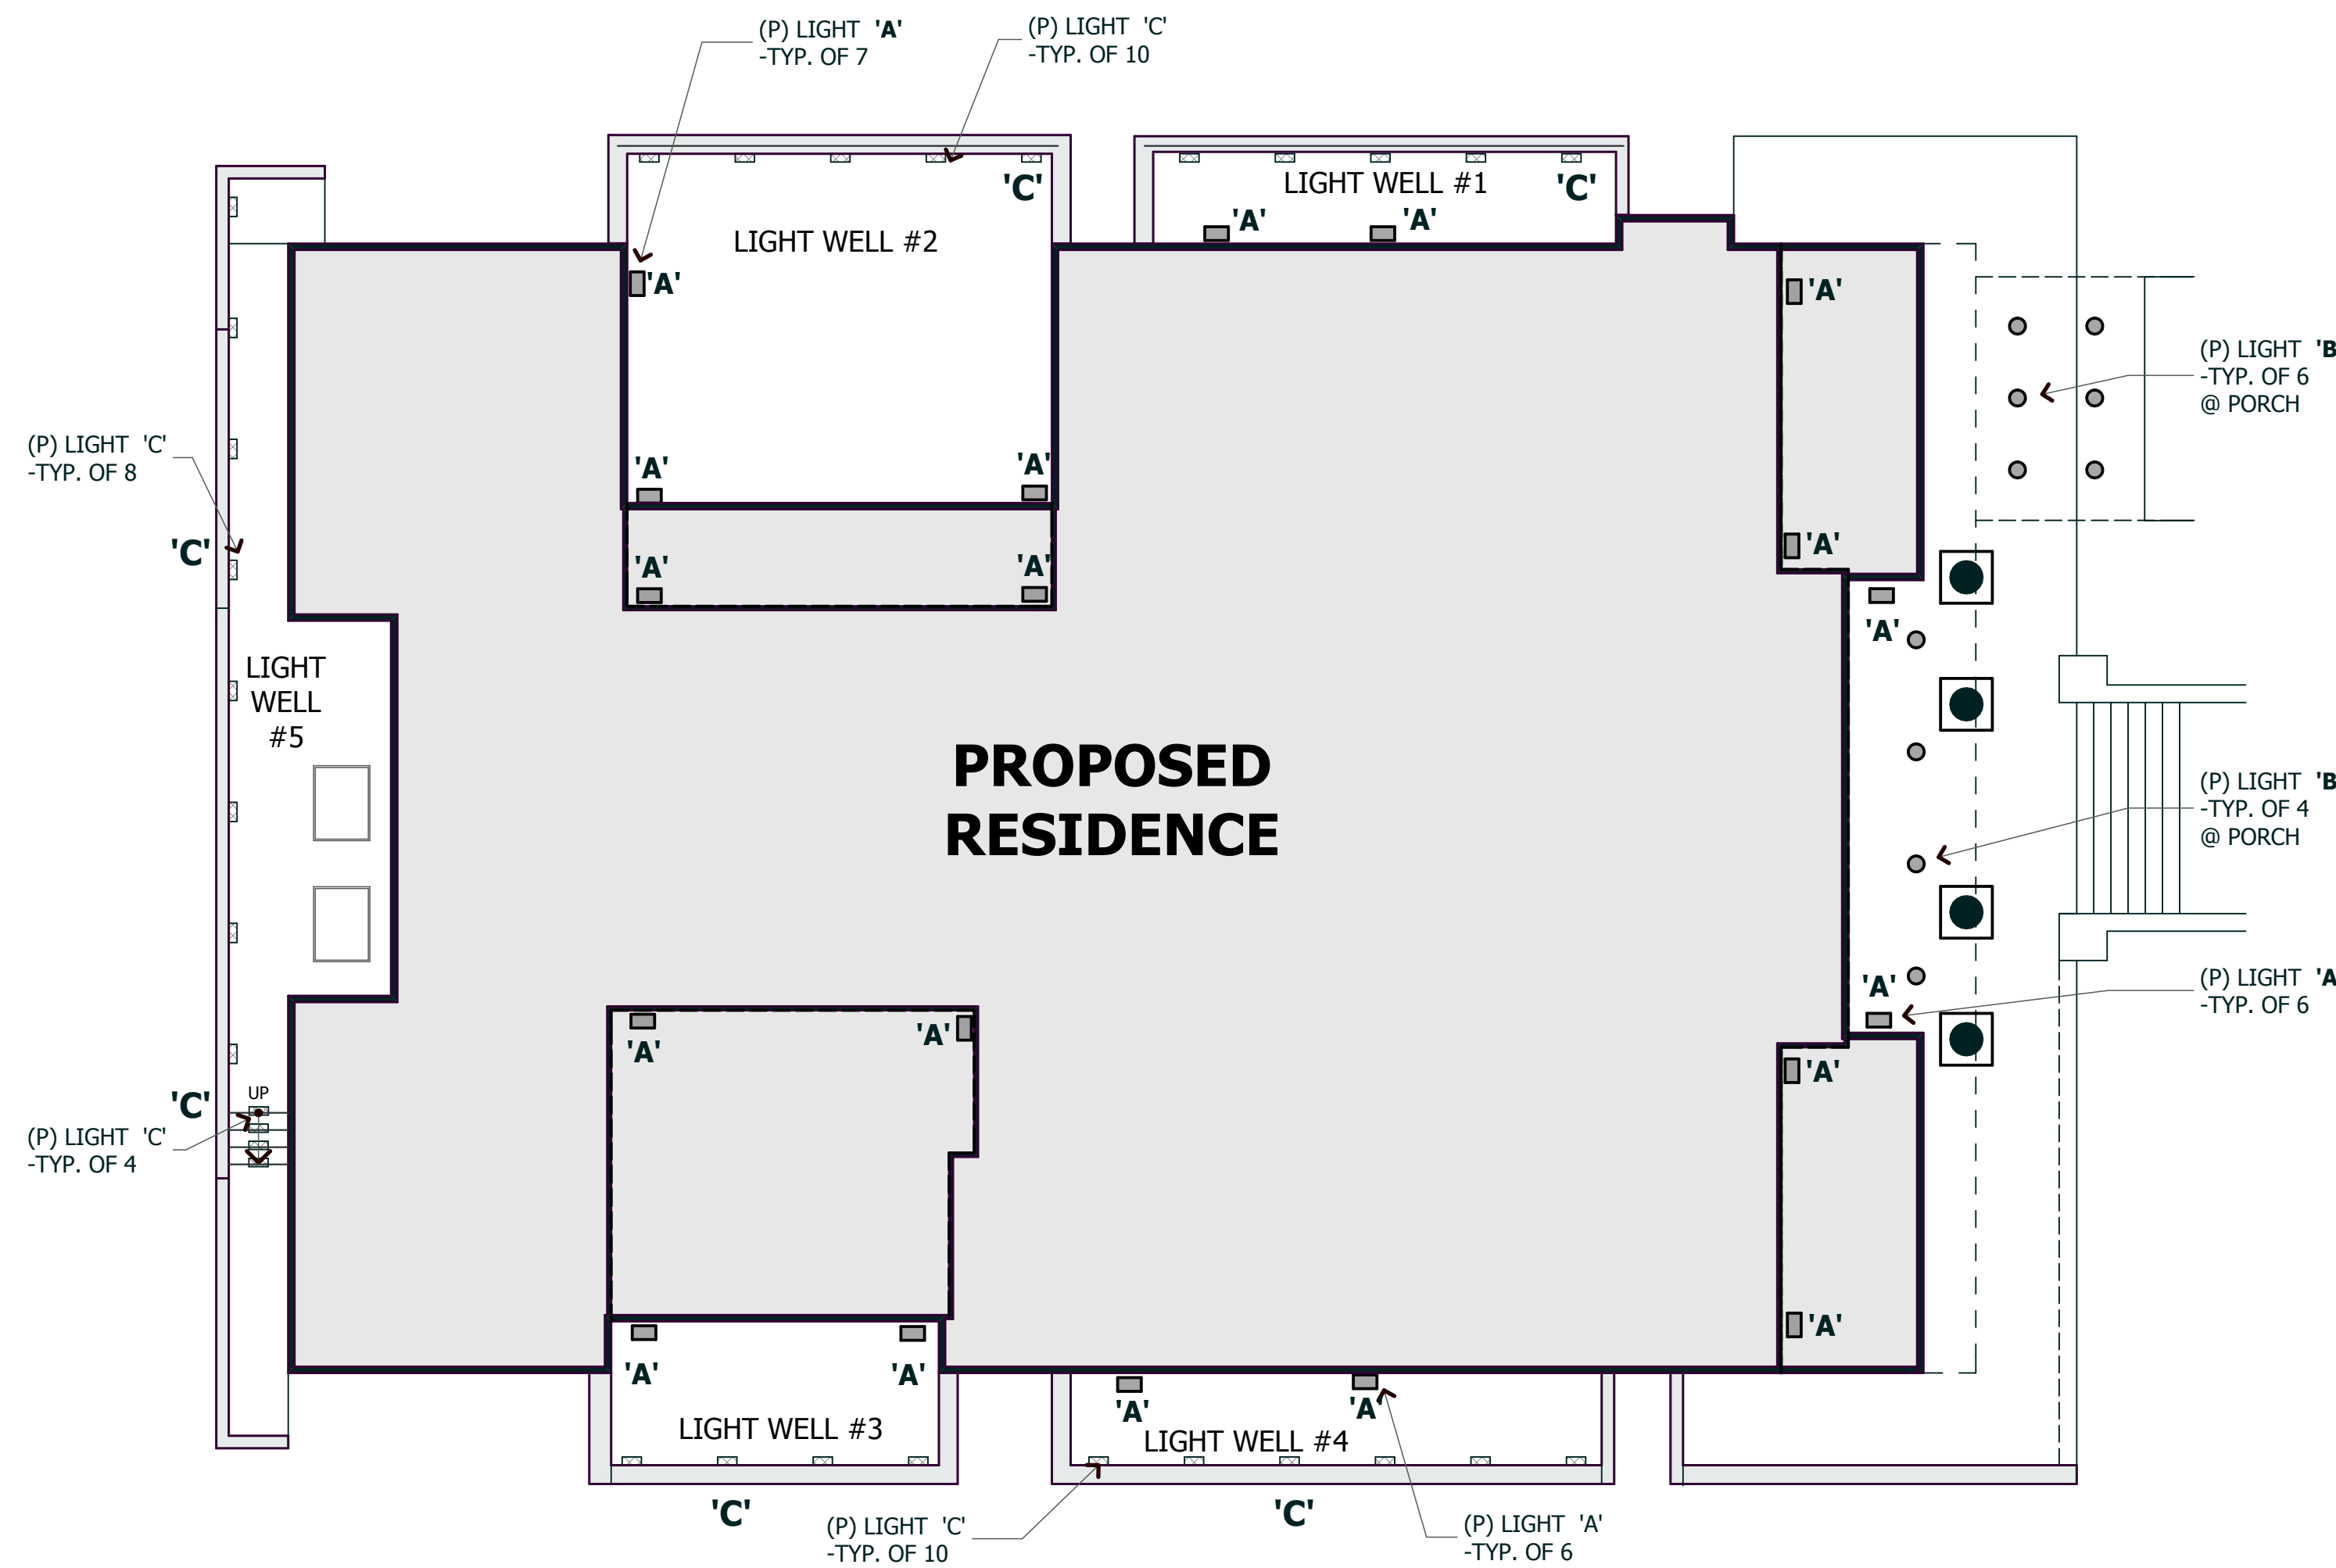 (P) LIGHT 'A'
-TYP. OF 7
(P) LIGHT 'C'
-TYP. OF 10
'C'
LIGHT WELL #1
'C'
'A'
'A'
LIGHT WELL #2
'A'
'A'
(P) LIGHT 'B
-TYP. OF 6
@ PORCH
(P) LIGHT 'C'
-TYP. OF 8
'A'
'A'
'C'
'A'
'A'
'A'
'A'
LIGHT
WELL
#5
PROPOSED
RESIDENCE
(P) LIGHT 'B
-TYP. OF 4
@ PORCH
'A'
(P) LIGHT 'A
-TYP. OF 6
'A'
'A'
'A'
'C'
UP
(P) LIGHT 'C'
-TYP. OF 4
'A'
'A'
'A'
'A'
'A'
LIGHT WELL #3
LIGHT WELL #4
'C'
'C'
(P) LIGHT 'C'
-TYP. OF 10
(P) LIGHT 'A'
-TYP. OF 6